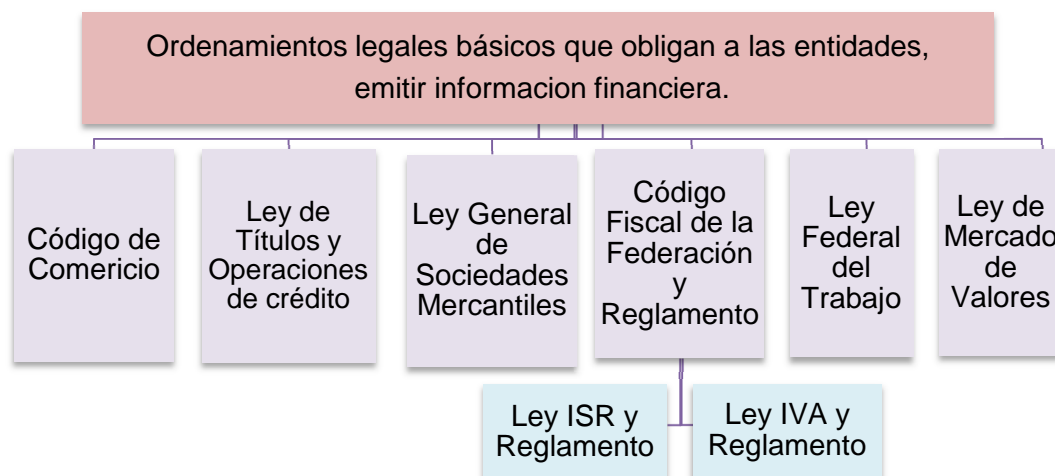 Ordenamientos legales básicos que obligan a las entidades,
emitir informacion financiera.
Código de
Comericio
Ley de
Títulos y
Operaciones
de crédito
Ley General
de
Sociedades
Mercantiles
Código
Fiscal de la
Federación
y
Reglamento
Ley
Federal
del
Trabajo
Ley de
Mercado
de
Valores
Ley ISR y
Reglamento
Ley IVA y
Reglamento